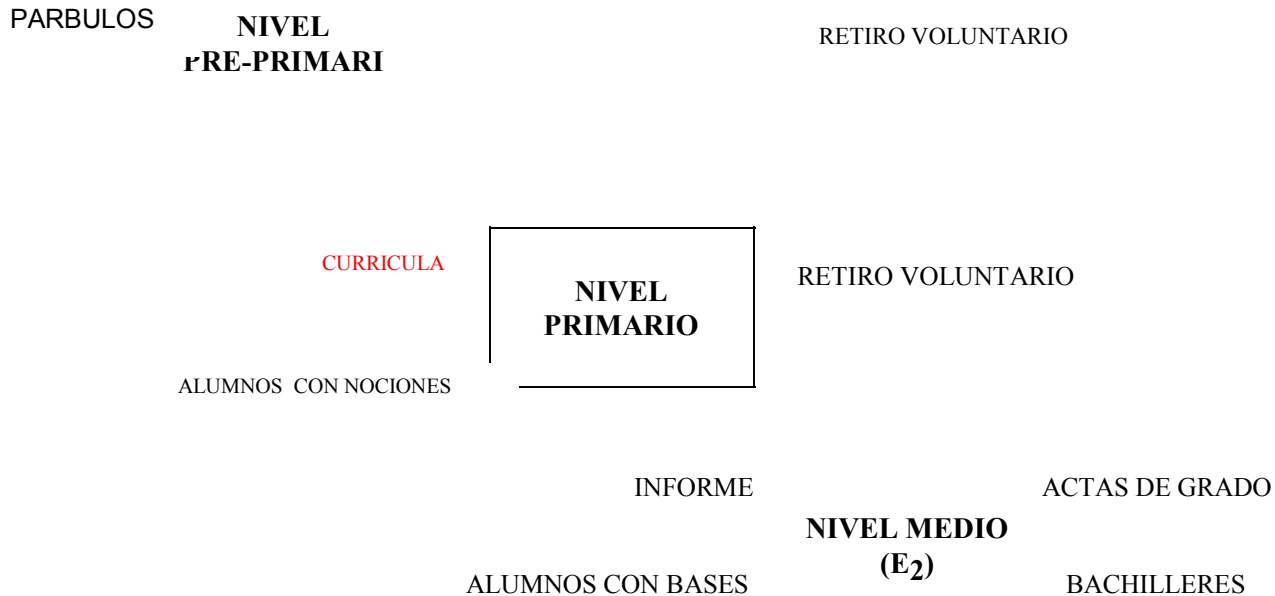 PARBULOS
NIVEL
PRE-PRIMARI
RETIRO VOLUNTARIO
CURRICULA
NIVEL
PRIMARIO
RETIRO VOLUNTARIO
ALUMNOS CON NOCIONES
INFORME
ACTAS DE GRADO
NIVEL MEDIO
(E2)
ALUMNOS CON BASES
BACHILLERES